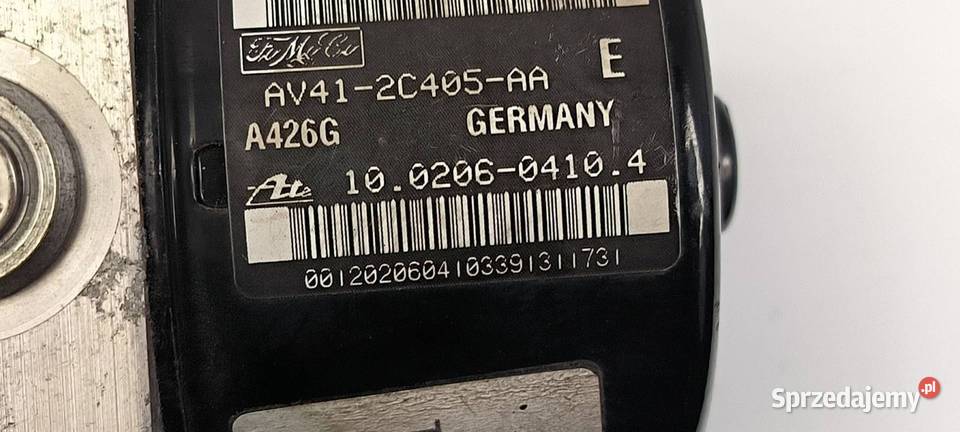 FoMoCo
AV41-2C405-AA E
A426G GERMANY
Ate 10.0206-0410.4
0012020604103391311731
Sprzedajemy.pl